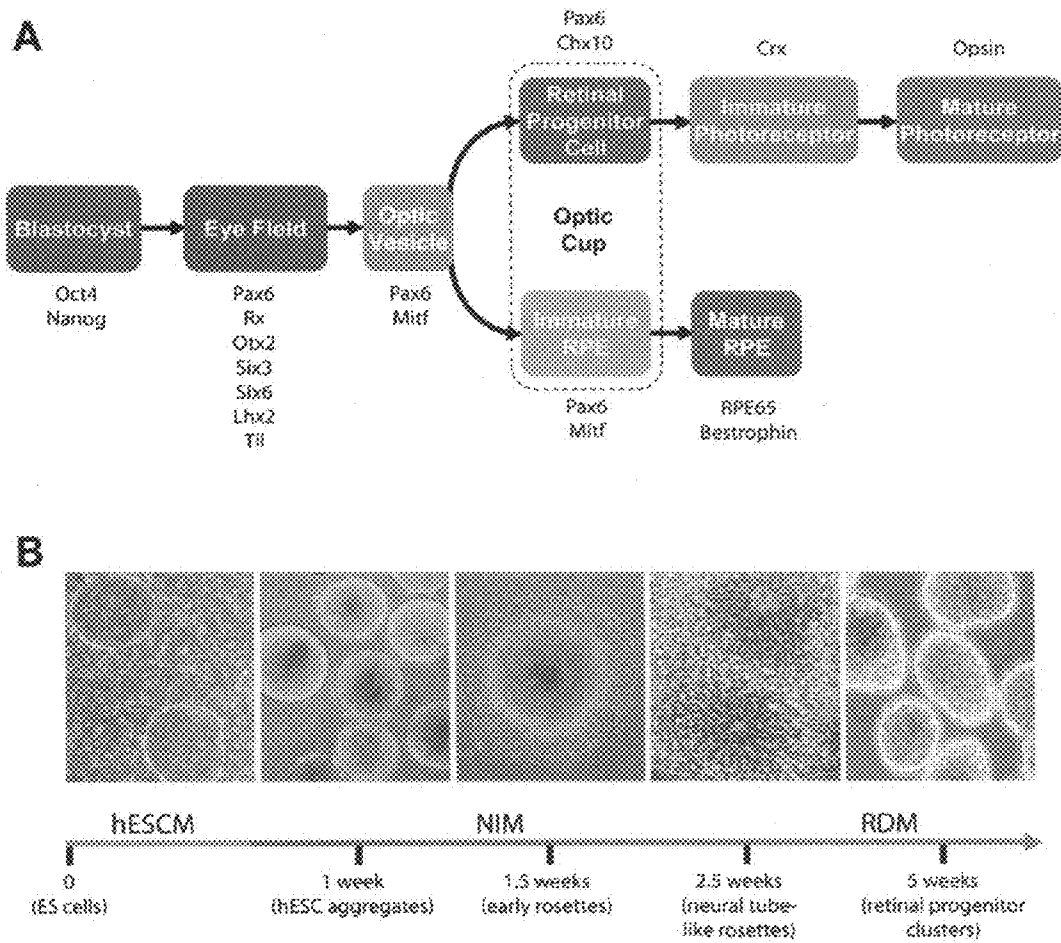 A
Pax6
Chx10
Crx
Opsin
Retinal
Progenitor
Cell
Immature
Photoreseptor
Mature
Photoreceptor
Blastocyst
Eye Field
Optic
Vesicle
Optic
Cup
Oct4
Nanog
Pax6
Rx
Otx2
Six3
Six6
Lhx2
Tll
Pax6
Mitf
Immature
RPE
Mature
RPE
Pax6
Mitf
RPE65
Bestrophin
B
hESCM
NIM
RDM
0
(ES cells)
1 week
(hESC aggregates)
1.5 weeks
(early rosettes)
2.5 weeks
(neural tube-
like rosettes)
5 weeks
(retinal progenitor
clusters)